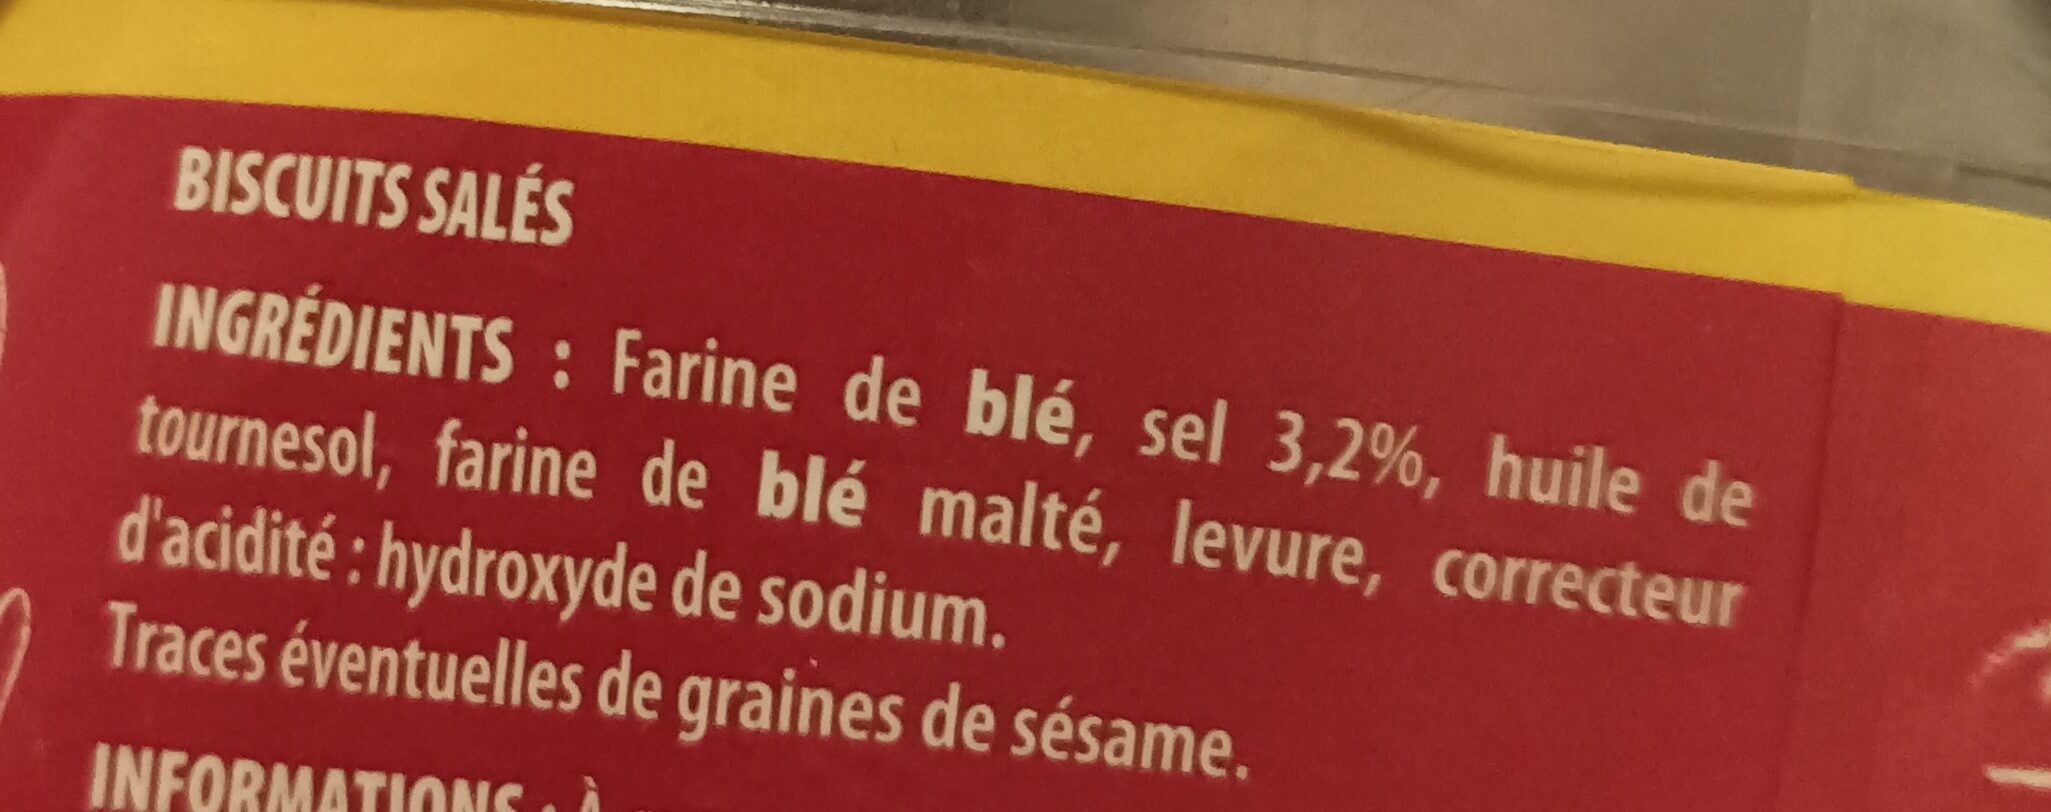 BISCUITS SALÉS
INGRÉDIENTS : Farine de blé, sel 3,2%, huile de
tournesol, farine de blé malté, levure, correcteur
d'acidité : hydroxyde de sodium.
Traces éventuelles de graines de sésame.
INFORMATIONS : À